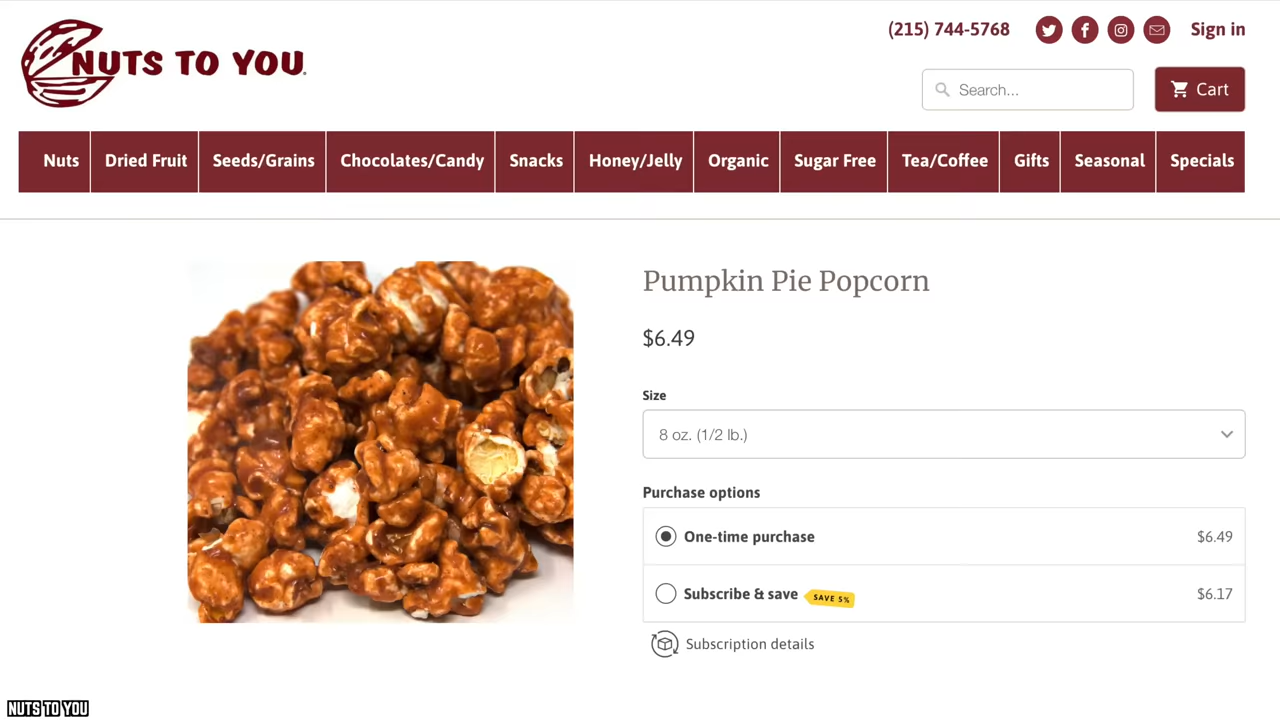 NUTS TO YOU
(215) 744-5768
Sign in
Search...
Cart
Nuts
Dried Fruit
Seeds/Grains
Chocolates/Candy
Snacks
Honey/Jelly
Organic
Sugar Free
Tea/Coffee
Gifts
Seasonal
Specials
Pumpkin Pie Popcorn
$6.49
Size
8 oz. (1/2 lb.)
Purchase options
One-time purchase $6.49
Subscribe & save SAVE 5% $6.17
Subscription details
NUTS TO YOU